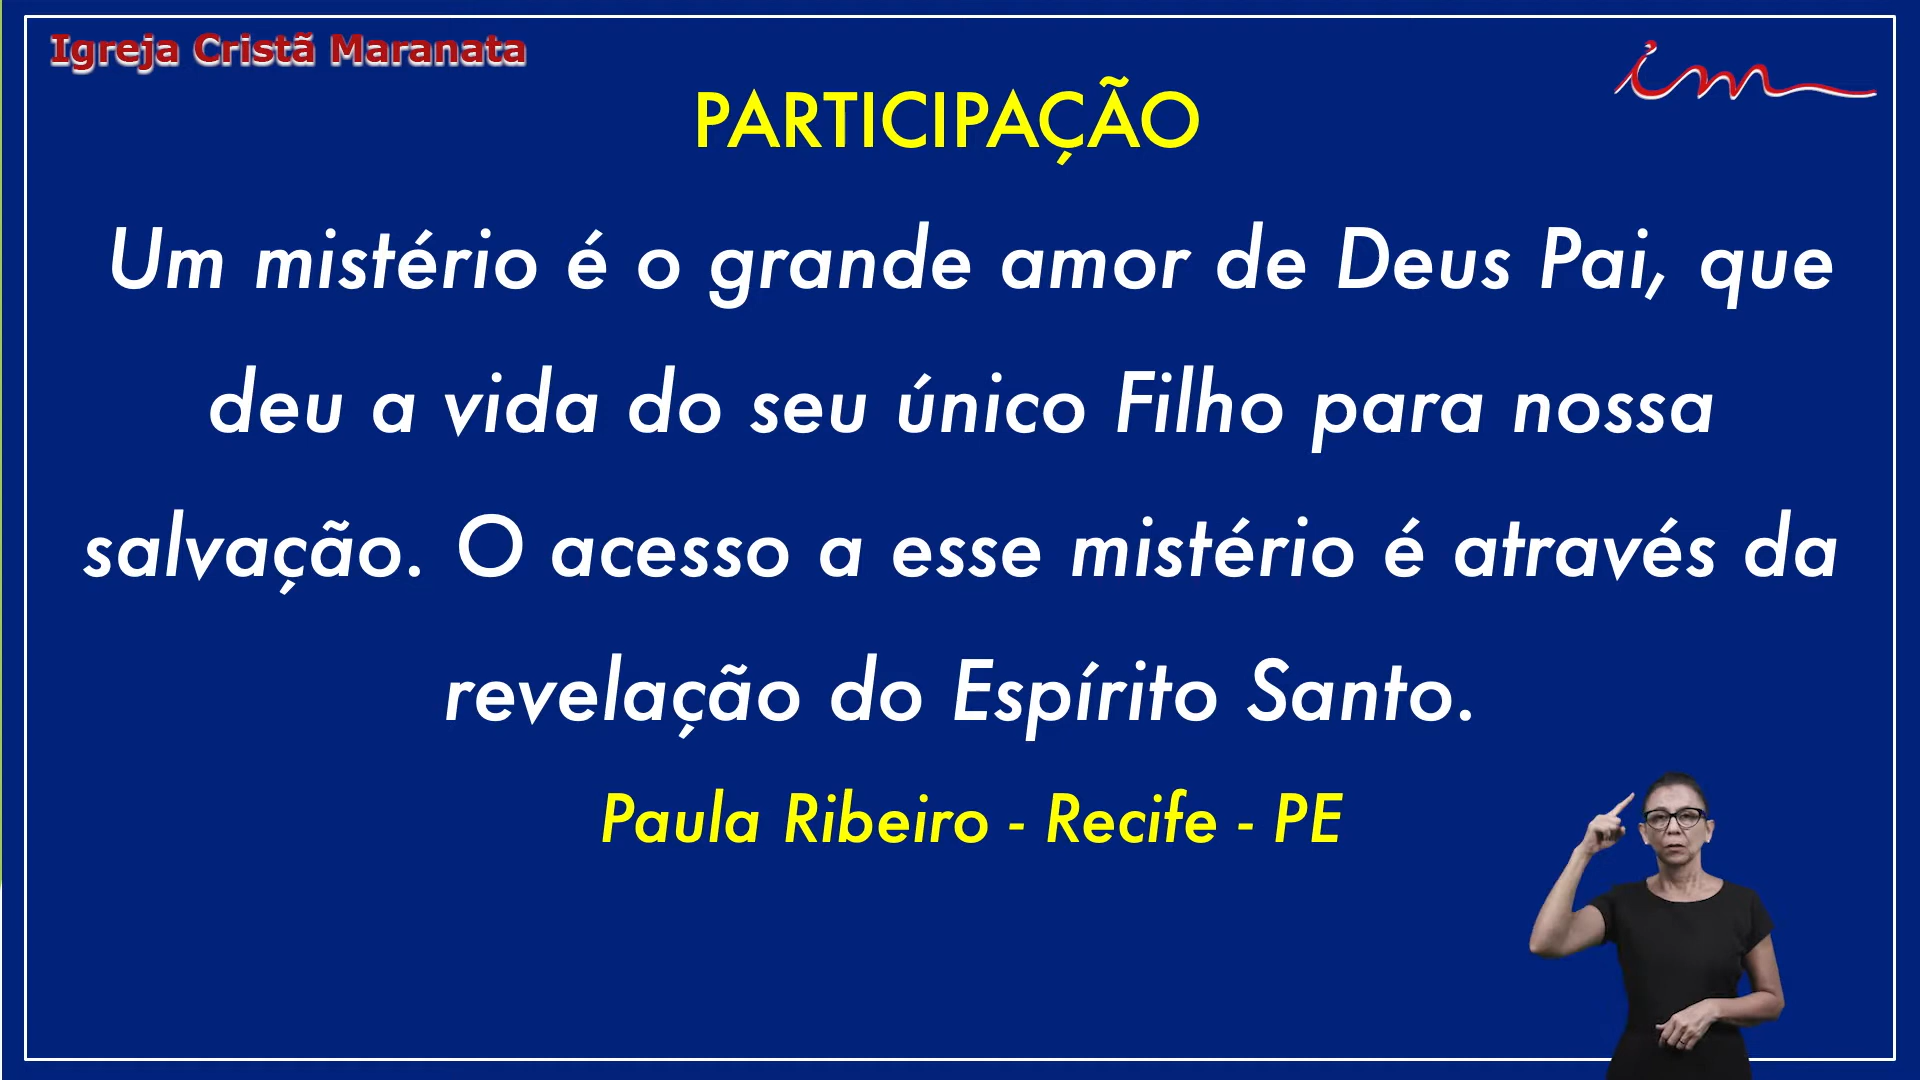 Igreja Cristã Maranata
im
PARTICIPAÇÃO
Um mistério é o grande amor de Deus Pai, que
deu a vida do seu único Filho para nossa
salvação. O acesso a esse mistério é através da
revelação do Espírito Santo.
Paula Ribeiro - Recife - PE